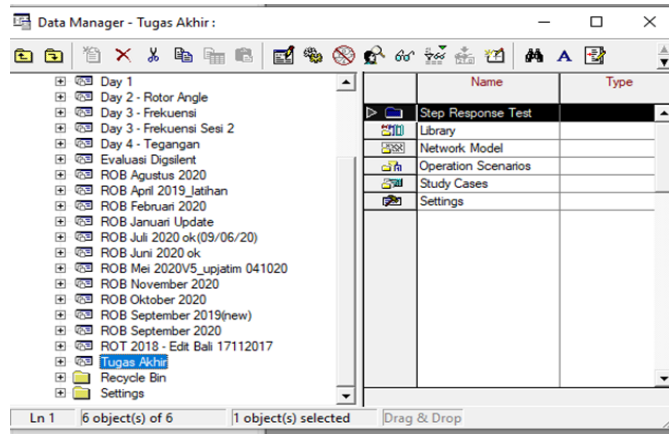 Data Manager - Tugas Akhir :
Day 1
Day 2 - Rotor Angle
Day 3 - Frekuensi
Day 3 - Frekuensi Sesi 2
Day 4 - Tegangan
Evaluasi Digsilent
ROB Agustus 2020
ROB April 2019_latihan
ROB Februari 2020
ROB Januari Update
ROB Juli 2020 ok(09/06/20)
ROB Juni 2020 ok
ROB Mei 2020V5_upjatim 041020
ROB November 2020
ROB Oktober 2020
ROB September 2019(new)
ROB September 2020
ROT 2018 - Edit Bali 17112017
Tugas Akhir
Recycle Bin
Settings
Name Type
Step Response Test
Library
Network Model
Operation Scenarios
Study Cases
Settings
Ln 1 6 object(s) of 6 1 object(s) selected Drag & Drop